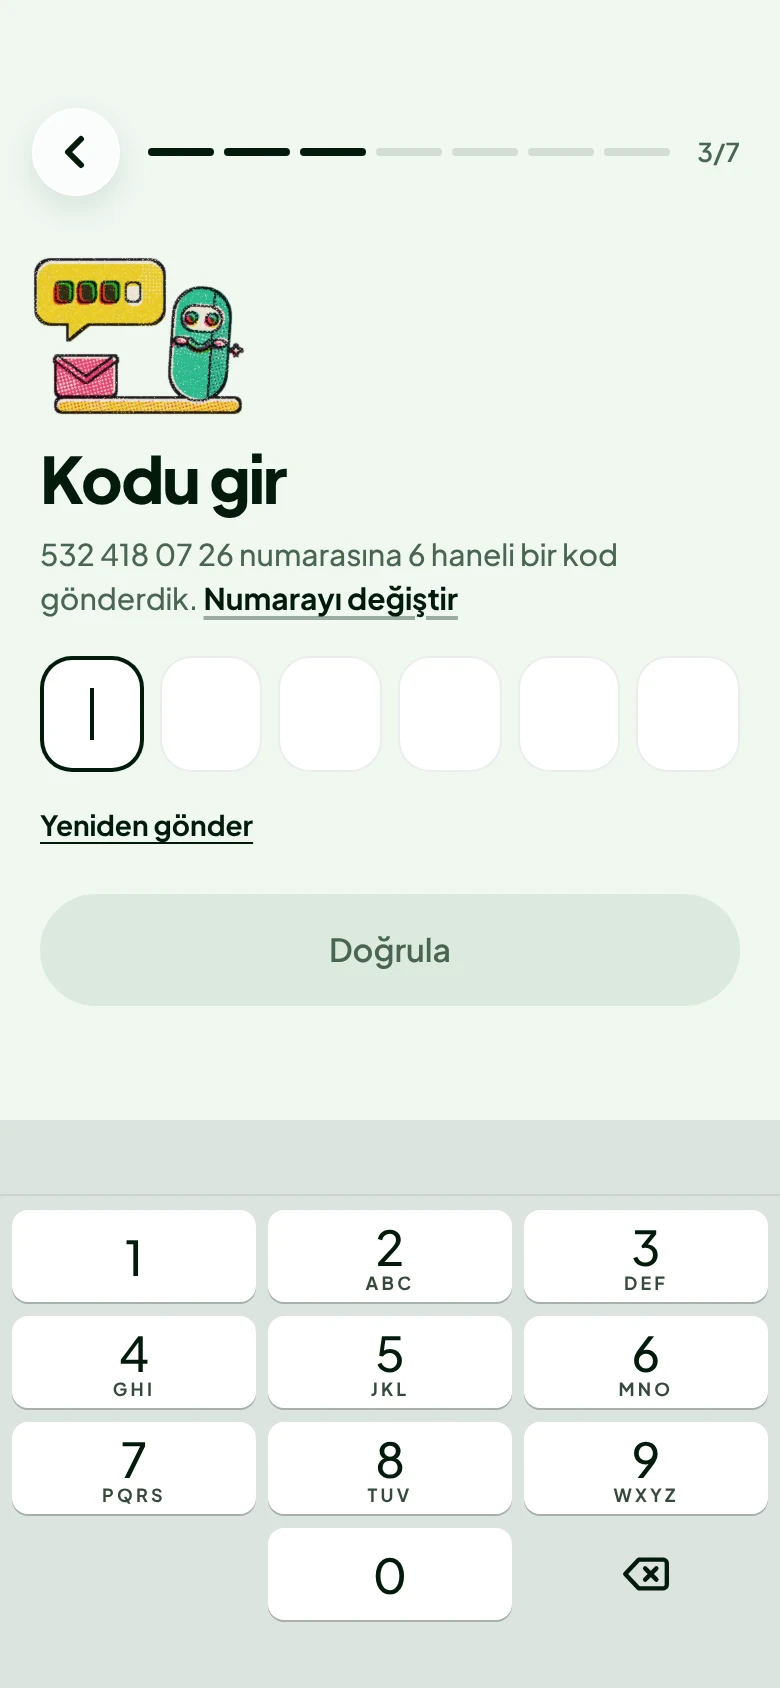 3/7
Kodu gir
532 418 07 26 numarasına 6 haneli bir kod
gönderdik. Numarayı değiştir
Yeniden gönder
Doğrula
1
2
ABC
3
DEF
4
GHI
5
JKL
6
MNO
7
PQRS
8
TUV
9
WXYZ
0